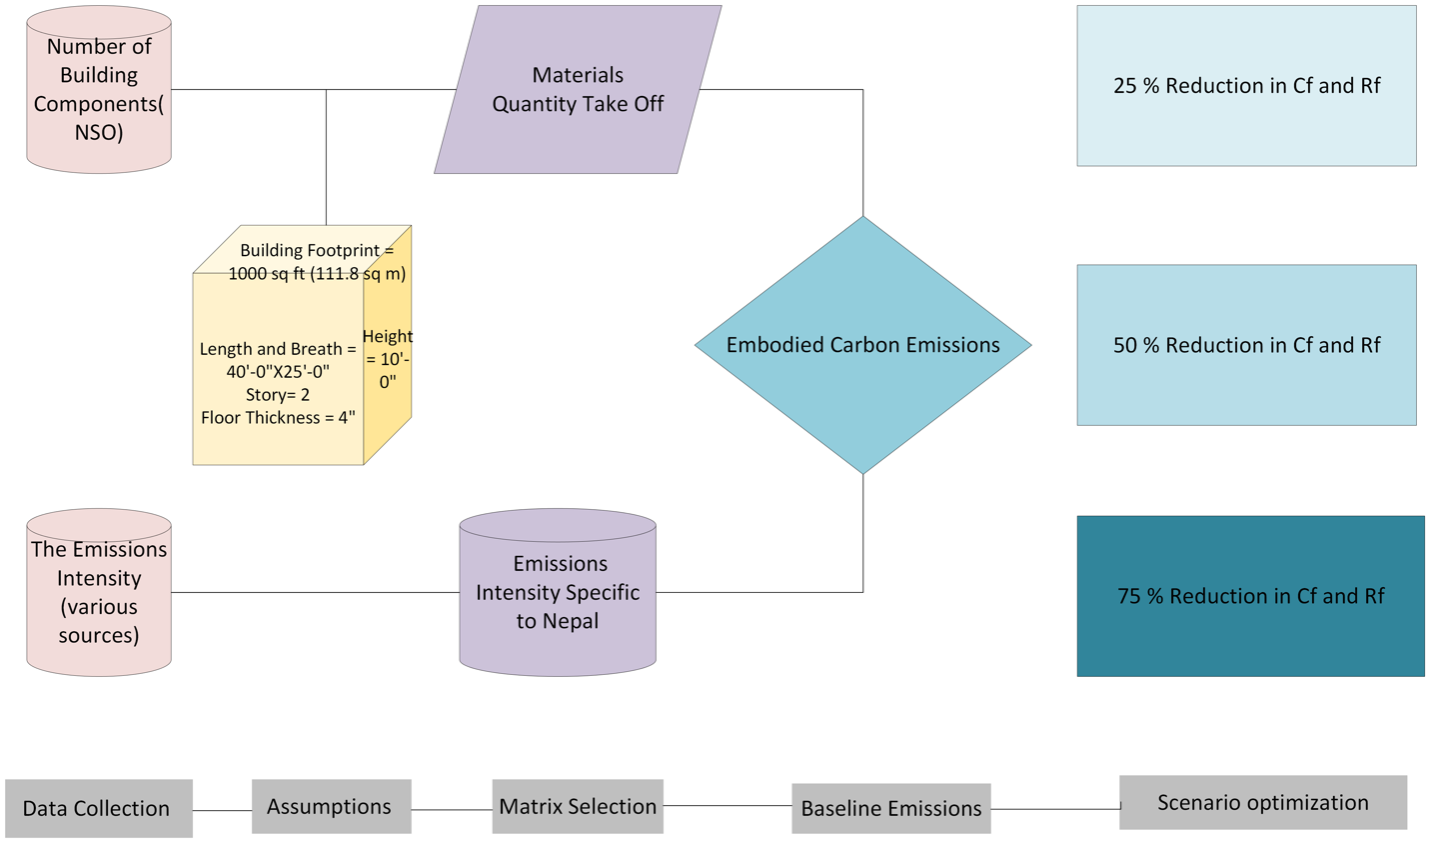 Number of
Building
Components(
NSO)
Materials
Quantity Take Off
25 % Reduction in Cf and Rf
Building Footprint =
1000 sq ft (111.8 sq m)
Length and Breath =
40'-0"X25'-0"
Story= 2
Floor Thickness = 4"
Height
= 10'-
0"
Embodied Carbon Emissions
50 % Reduction in Cf and Rf
The Emissions
Intensity
(various
sources)
Emissions
Intensity Specific
to Nepal
75 % Reduction in Cf and Rf
Data Collection
Assumptions
Matrix Selection
Baseline Emissions
Scenario optimization